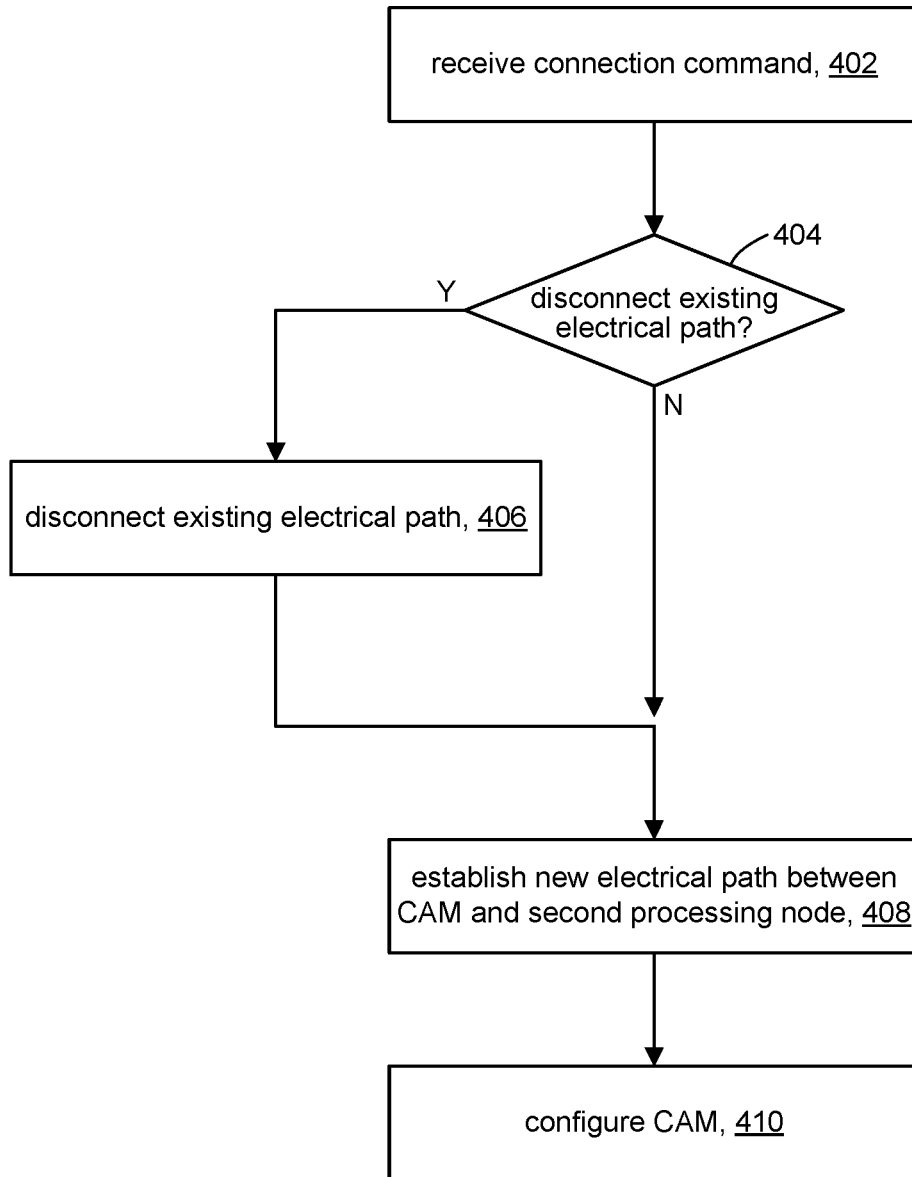 receive connection command, 402
404
Y
disconnect existing
electrical path?
N
disconnect existing electrical path, 406
establish new electrical path between
CAM and second processing node, 408
configure CAM, 410